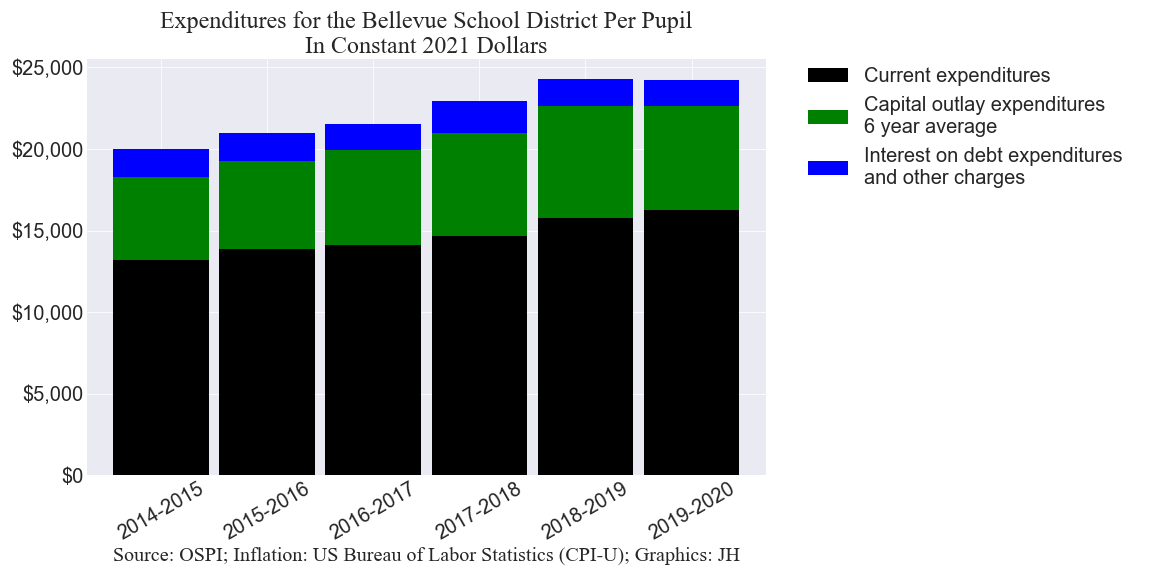 Expenditures for the Bellevue School District Per Pupil
In Constant 2021 Dollars
$25,000
$20,000
$15,000
$10,000
$5,000
$0
2014-2015
2015-2016
2016-2017
2017-2018
2018-2019
2019-2020
Source: OSPI; Inflation: US Bureau of Labor Statistics (CPI-U); Graphics: JH
Current expenditures
Capital outlay expenditures
6 year average
Interest on debt expenditures
and other charges